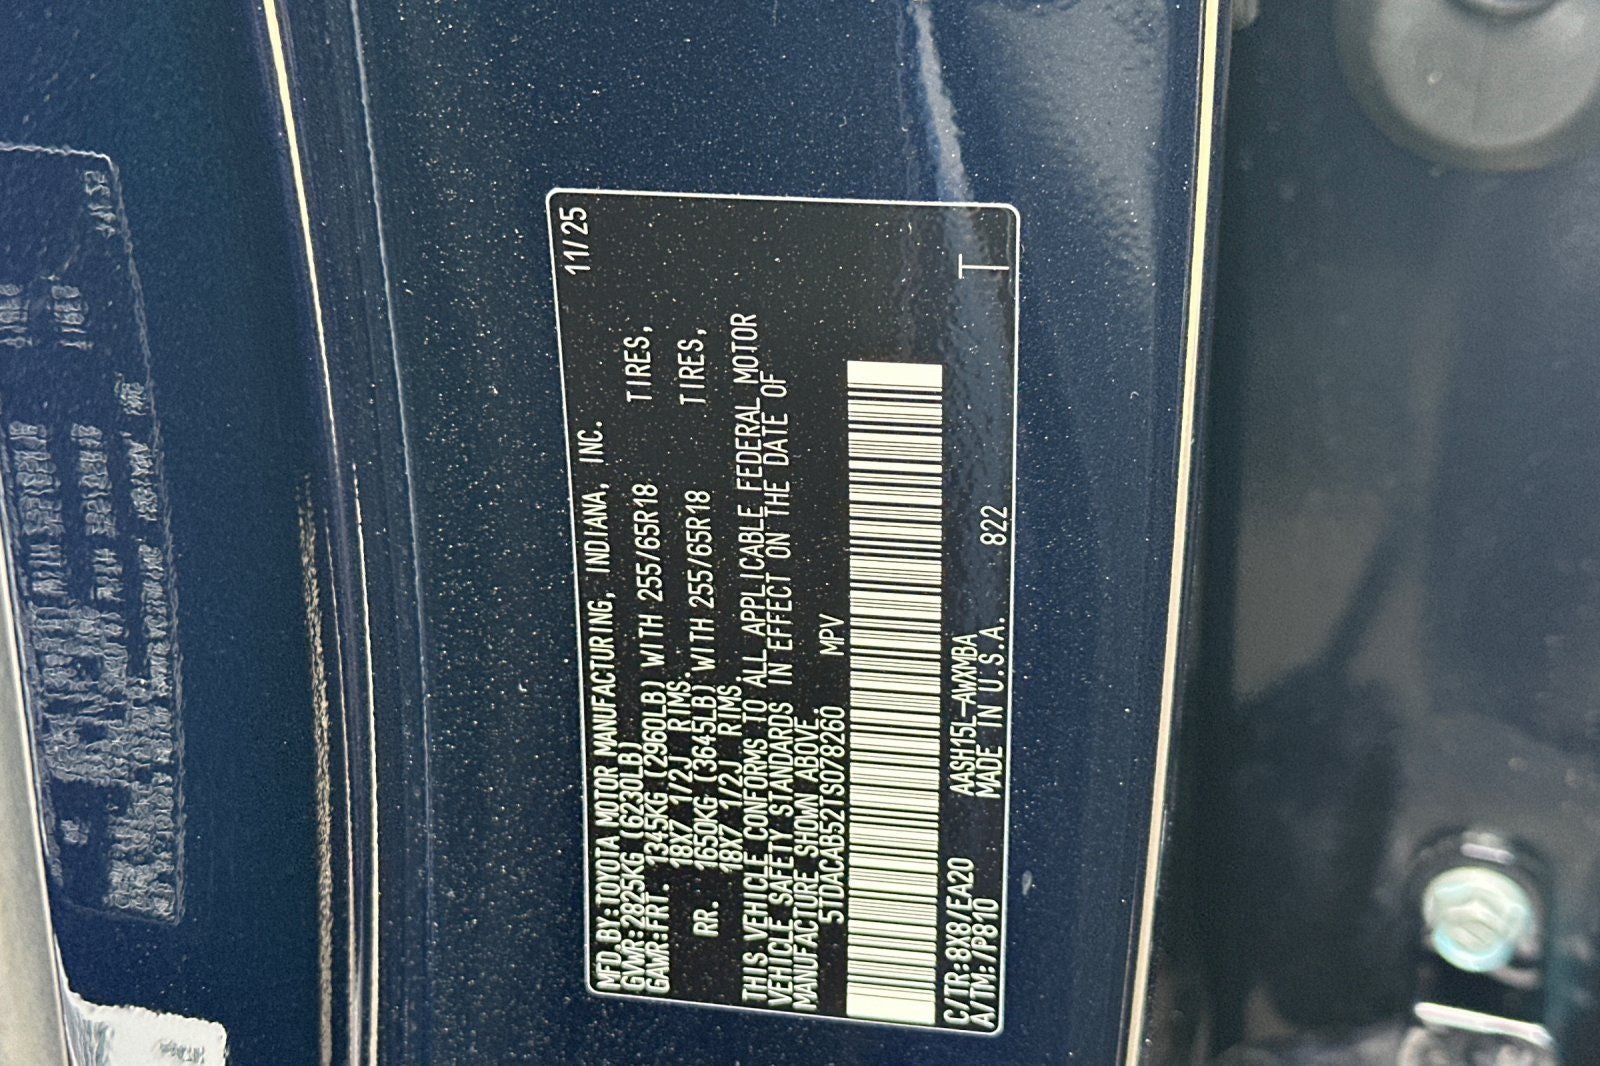 MFD.BY:TOYOTA MOTOR MANUFACTURING, INDIANA, INC. 11/25
GVWR:2825KG (6230LB)
GAWR:FRT. 1345KG (2960LB) WITH 255/65R18 TIRES,
18X7 1/2J RIMS.
RR. 1650KG (3645LB) WITH 255/65R18 TIRES,
18X7 1/2J RIMS.
THIS VEHICLE CONFORMS TO ALL APPLICABLE FEDERAL MOTOR
VEHICLE SAFETY STANDARDS IN EFFECT ON THE DATE OF
MANUFACTURE SHOWN ABOVE.
5TDACAB52TS078260 MPV
C/TR:8X8/EA20 AASH15L-AWXMBA
A/TM:/P810 MADE IN U.S.A. 822 T